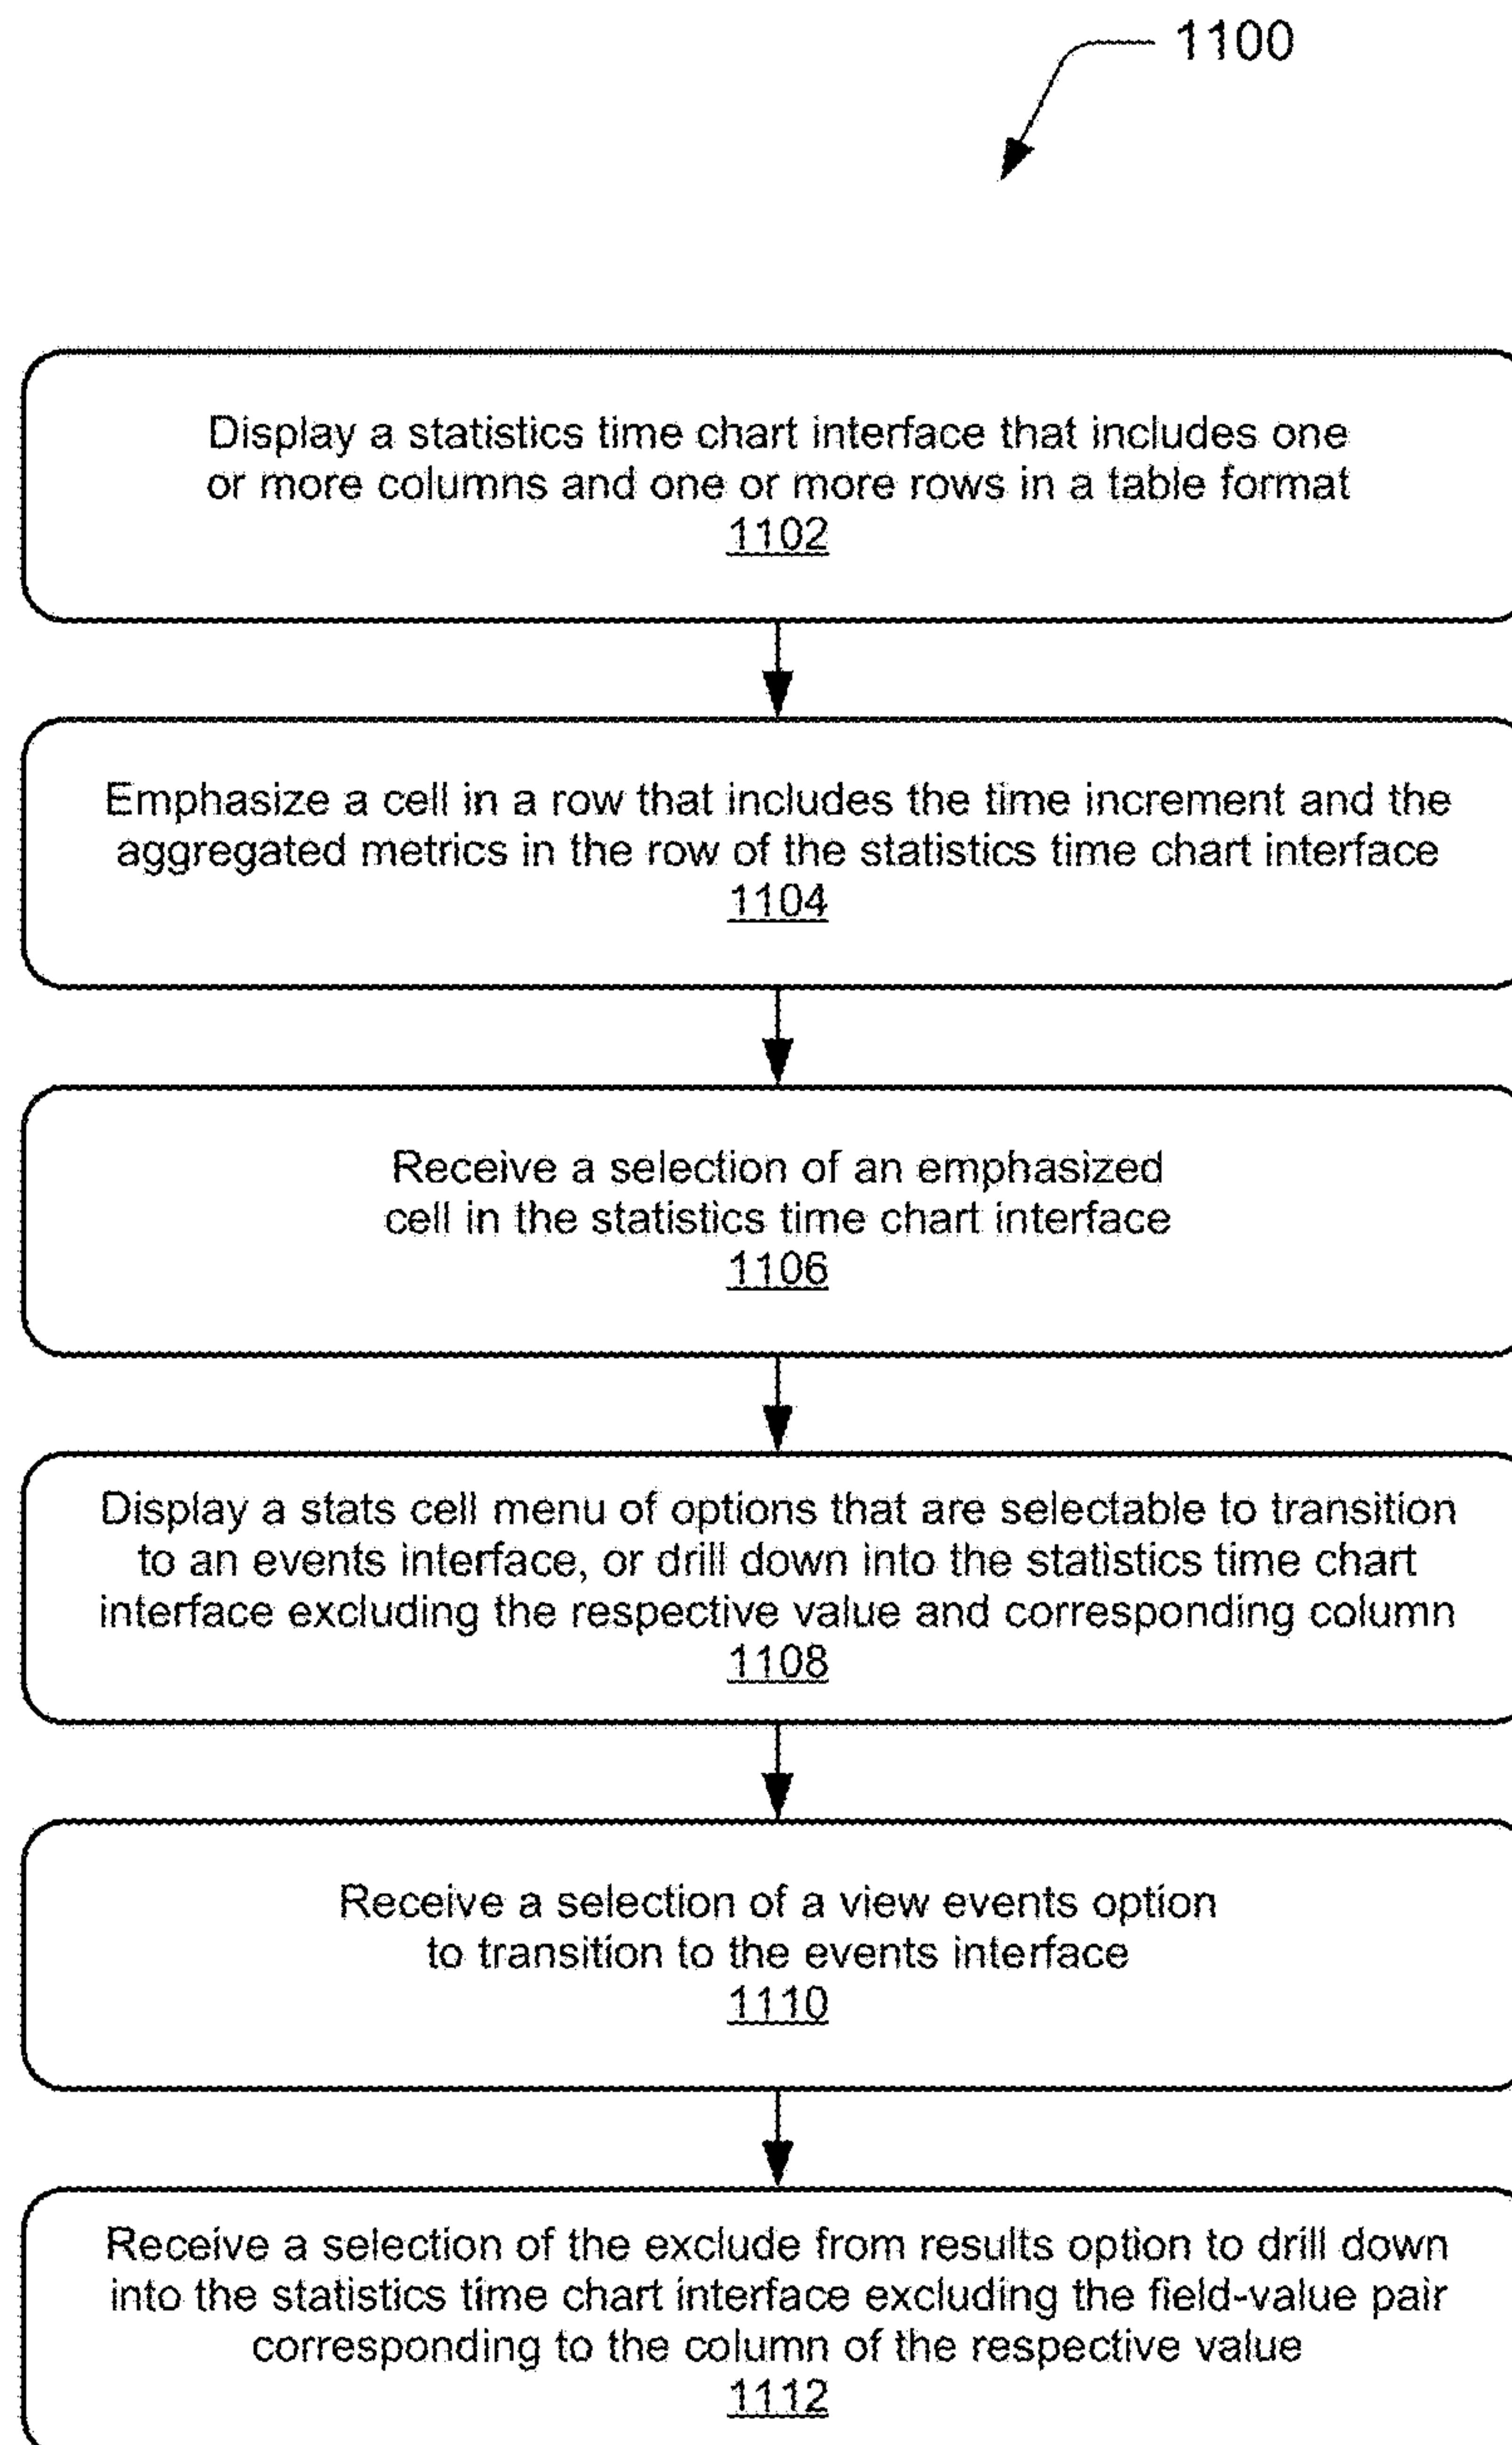 1100
Display a statistics time chart interface that includes one
or more columns and one or more rows in a table format
1102
Emphasize a cell in a row that includes the time increment and the
aggregated metrics in the row of the statistics time chart interface
1104
Receive a selection of an emphasized
cell in the statistics time chart interface
1106
Display a stats cell menu of options that are selectable to transition
to an events interface, or drill down into the statistics time chart
interface excluding the respective value and corresponding column
1108
Receive a selection of a view events option
to transition to the events interface
1110
Receive a selection of the exclude from results option to drill down
into the statistics time chart interface excluding the field-value pair
corresponding to the column of the respective value
1112